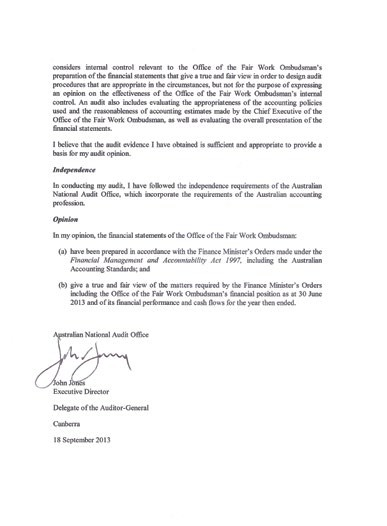 considers internal control relevant to the Office of the Fair Work Ombudsman's
preparation of the financial statements that give a true and fair view in order to design audit
procedures that are appropriate in the circumstances, but not for the purpose of expressing
an opinion on the effectiveness of the Office of the Fair Work Ombudsman's internal
control. An audit also includes evaluating the appropriateness of the accounting policies
used and the reasonableness of accounting estimates made by the Chief Executive of the
Office of the Fair Work Ombudsman, as well as evaluating the overall presentation of the
financial statements.
I believe that the audit evidence I have obtained is sufficient and appropriate to provide a
basis for my audit opinion.
Independence
In conducting my audit, I have followed the independence requirements of the Australian
National Audit Office, which incorporate the requirements of the Australian accounting
profession.
Opinion
In my opinion, the financial statements of the Office of the Fair Work Ombudsman:
(a) have been prepared in accordance with the Finance Minister's Orders made under the
Financial Management and Accountability Act 1997, including the Australian
Accounting Standards; and
(b) give a true and fair view of the matters required by the Finance Minister's Orders
including the Office of the Fair Work Ombudsman's financial position as at 30 June
2013 and of its financial performance and cash flows for the year then ended.
Australian National Audit Office
John Jones
Executive Director
Delegate of the Auditor-General
Canberra
18 September 2013